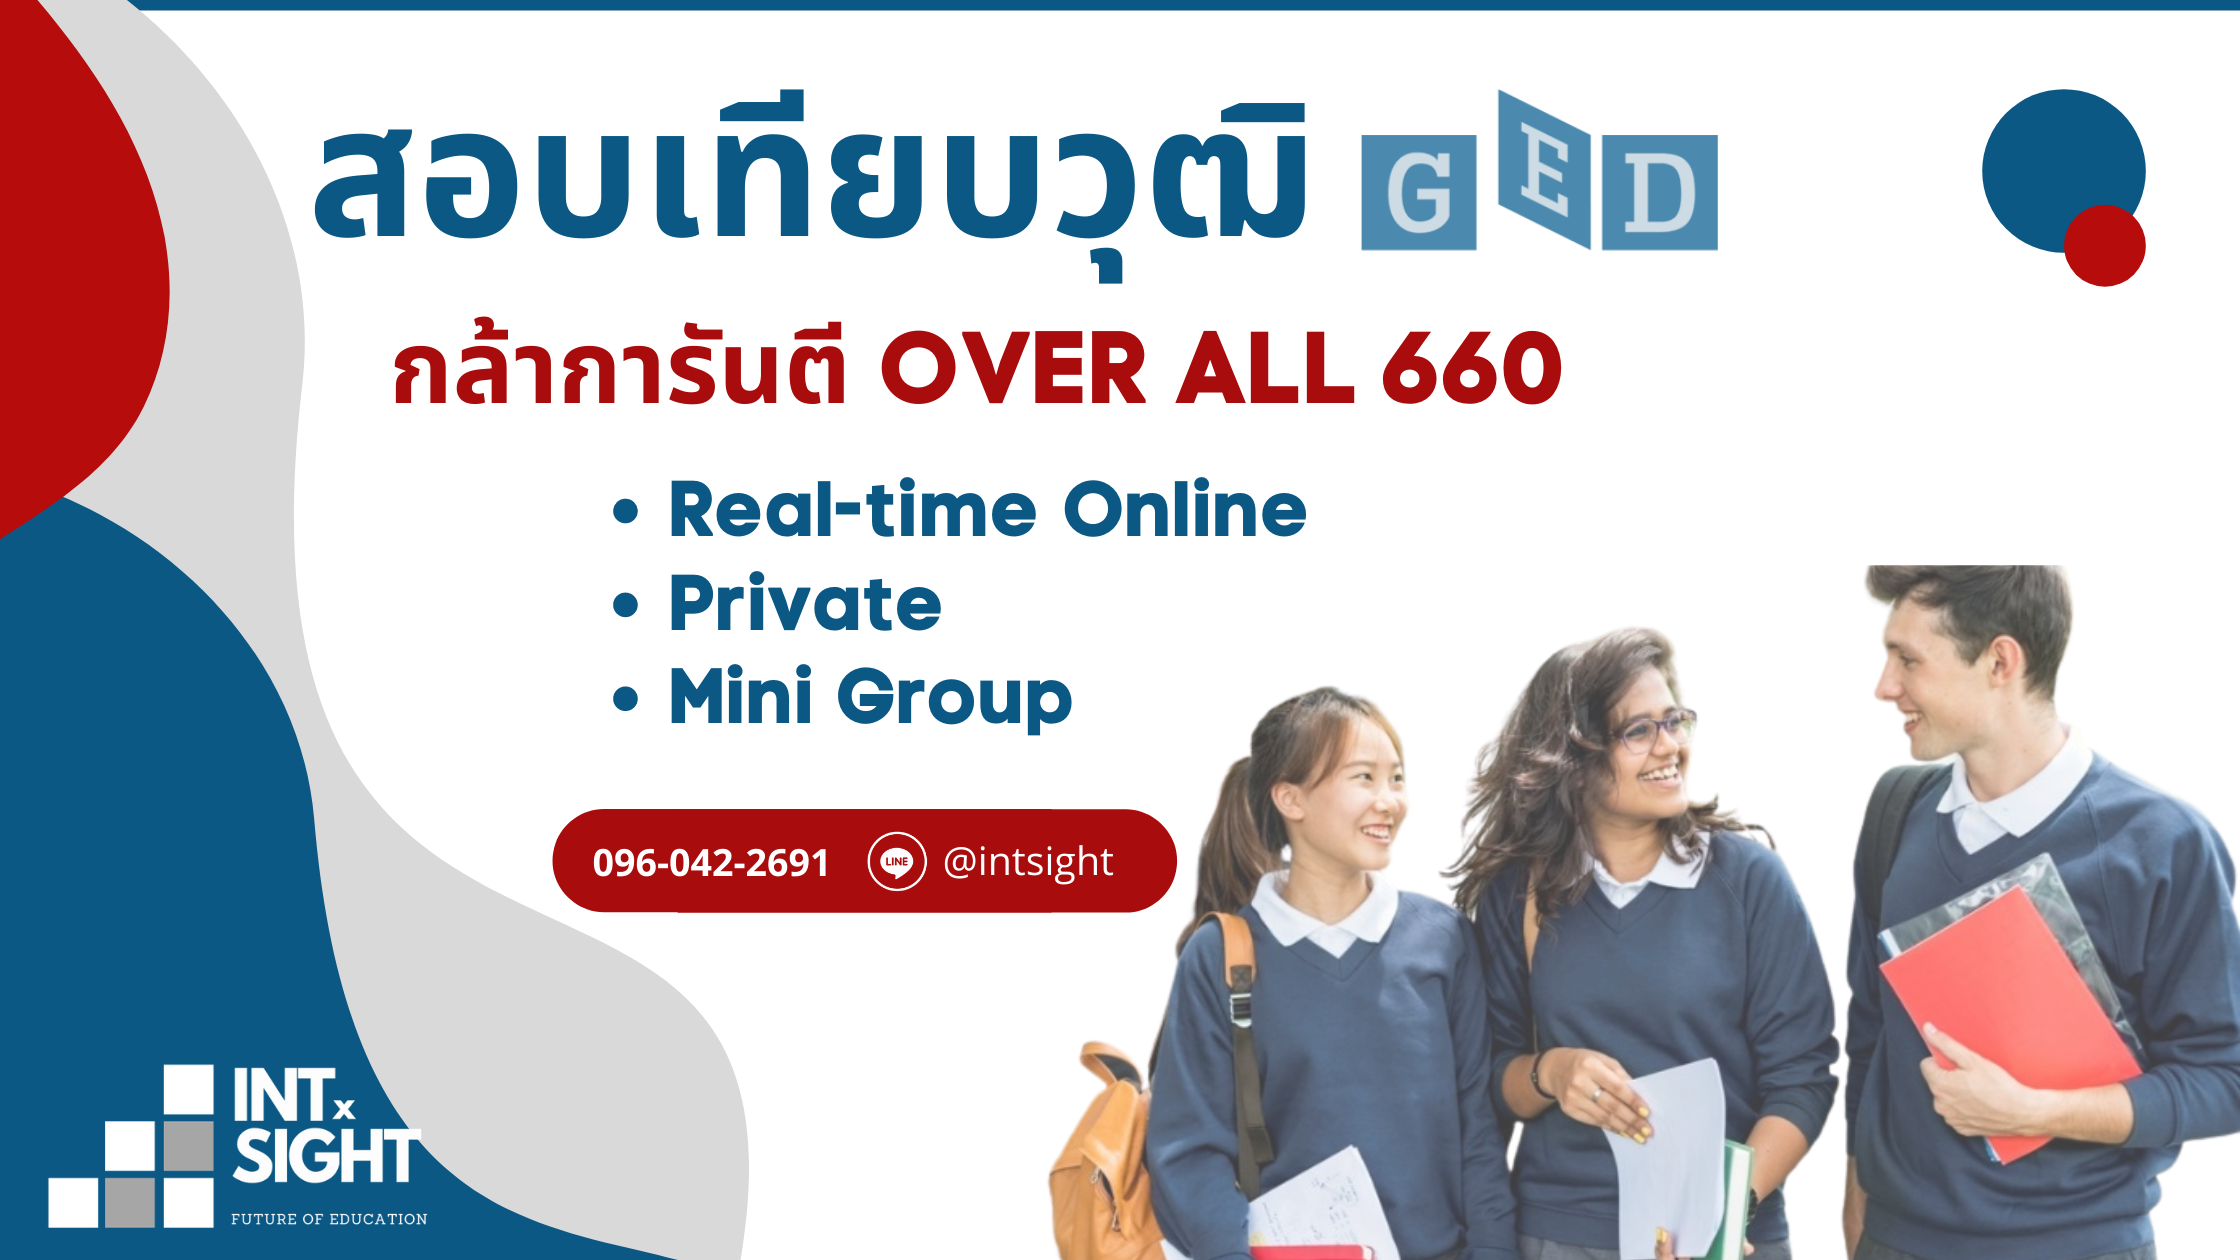 สอบเทียบวุฒิ GED
กล้าการันตี OVER ALL 660
• Real-time Online
• Private
• Mini Group
096-042-2691 LINE @intsight
INT x
SIGHT
FUTURE OF EDUCATION